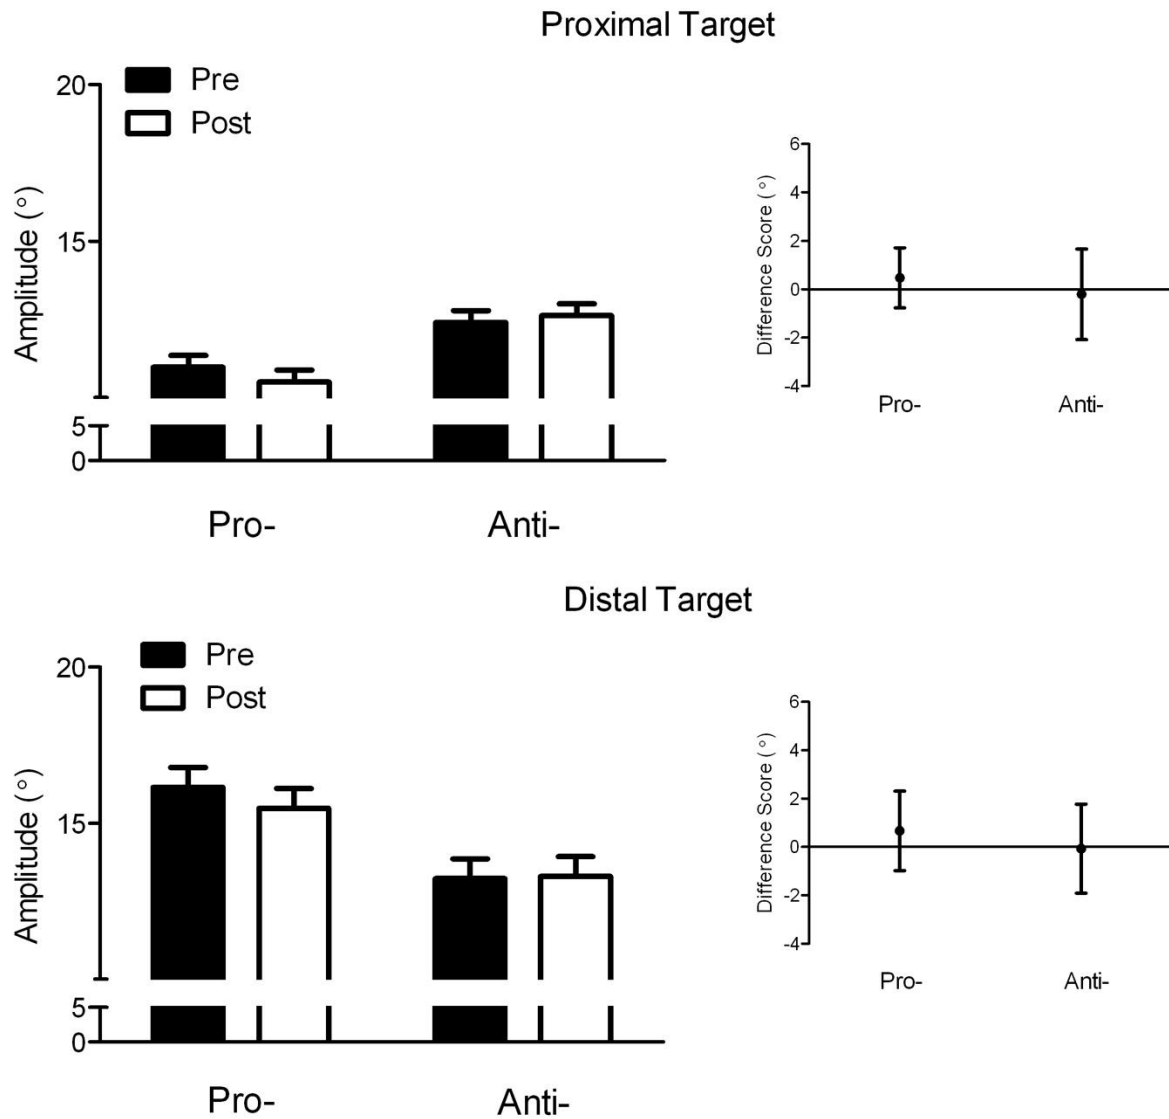 Proximal Target
Pre
Post
20
15
5
0
Amplitude (°)
Pro-
Anti-
6
4
2
0
-2
-4
Difference Score (°)
Pro-
Anti-
Distal Target
Pre
Post
20
15
5
0
Amplitude (°)
Pro-
Anti-
6
4
2
0
-2
-4
Difference Score (°)
Pro-
Anti-